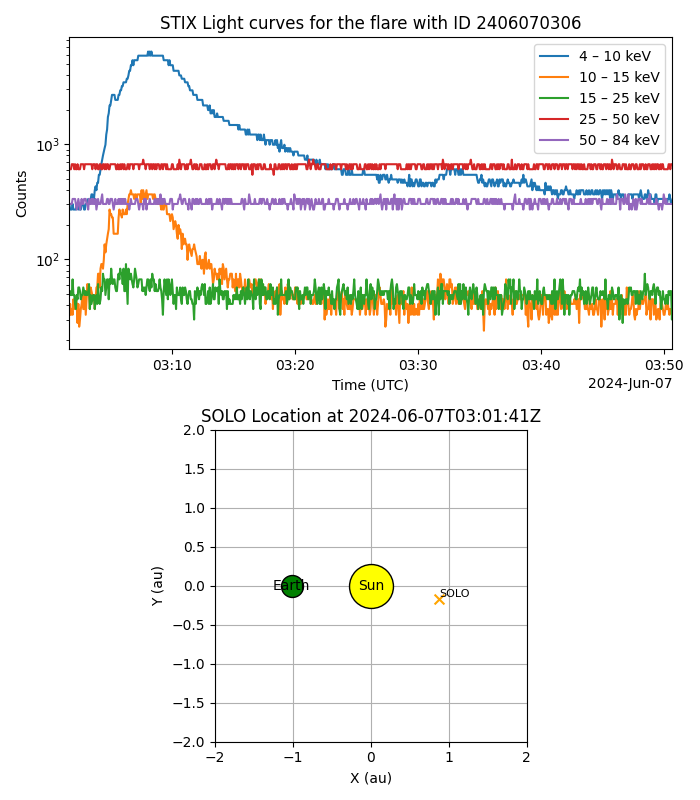 STIX Light curves for the flare with ID 2406070306
4 – 10 keV
10 – 15 keV
15 – 25 keV
25 – 50 keV
50 – 84 keV
10³
10²
Counts
03:10 03:20 03:30 03:40 03:50
Time (UTC)
2024-Jun-07
SOLO Location at 2024-06-07T03:01:41Z
2.0
1.5
1.0
0.5
0.0
−0.5
−1.0
−1.5
−2.0
Y (au)
Earth
Sun
SOLO
−2 −1 0 1 2
X (au)